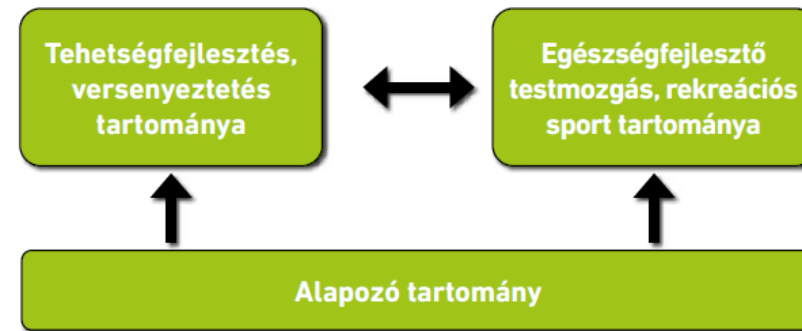 Tehetségfejlesztés,
versenyeztetés
tartománya
Egészségfejlesztő
testmozgás, rekreációs
sport tartománya
Alapozó tartomány